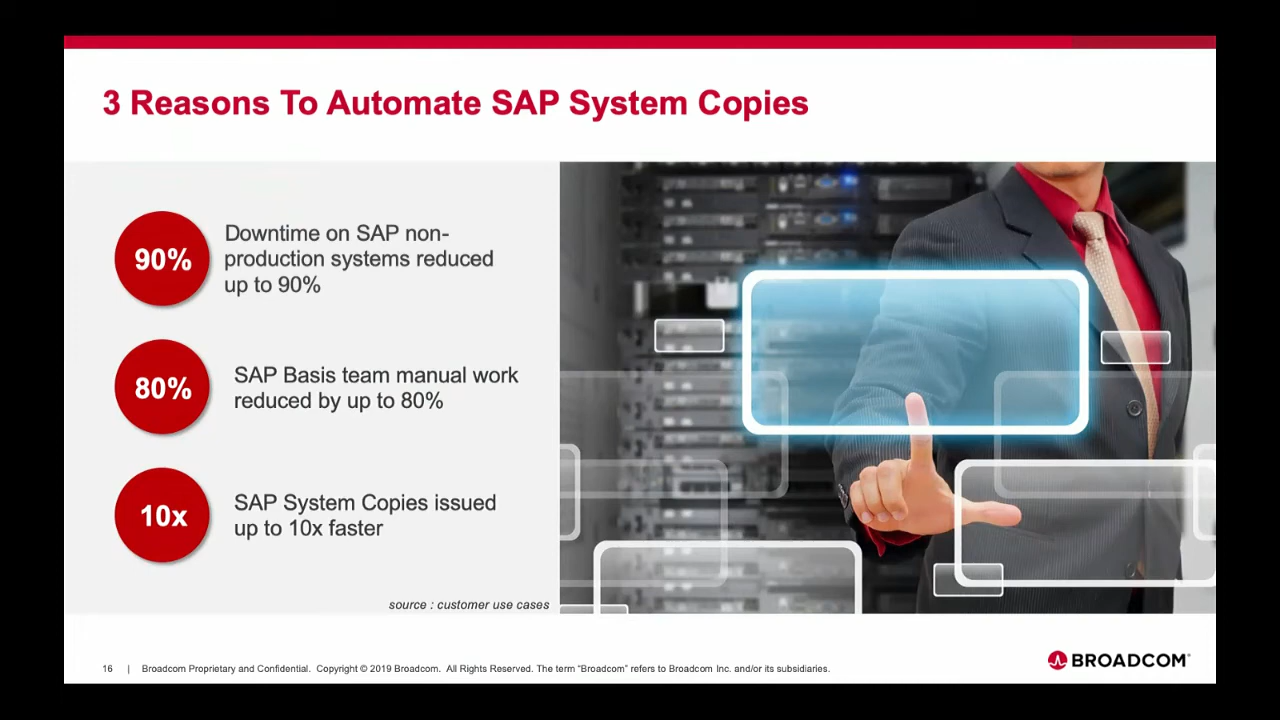 3 Reasons To Automate SAP System Copies
90%
Downtime on SAP non-
production systems reduced
up to 90%
80%
SAP Basis team manual work
reduced by up to 80%
10x
SAP System Copies issued
up to 10x faster
source : customer use cases
16 | Broadcom Proprietary and Confidential. Copyright © 2019 Broadcom. All Rights Reserved. The term “Broadcom” refers to Broadcom Inc. and/or its subsidiaries.
BROADCOM®